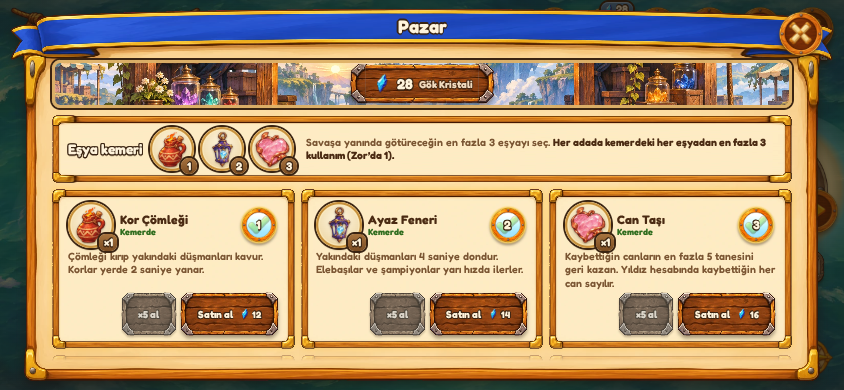 28
Pazar
28 Gök Kristali
Eşya kemeri
1
2
3
Savaşa yanında götüreceğin en fazla 3 eşyayı seç. Her adada kemerdeki her eşyadan en fazla 3
kullanım (Zor'da 1).
Kor Çömleği
Kemerde
x1
1
Çömleği kırıp yakındaki düşmanları kavur.
Korlar yerde 2 saniye yanar.
×5 al
Satın al 12
Ayaz Feneri
Kemerde
x1
2
Yakındaki düşmanları 4 saniye dondur.
Elebaşılar ve şampiyonlar yarı hızda ilerler.
×5 al
Satın al 14
Can Taşı
Kemerde
x1
3
Kaybettiğin canların en fazla 5 tanesini
geri kazan. Yıldız hesabında kaybettiğin her
can sayılır.
×5 al
Satın al 16